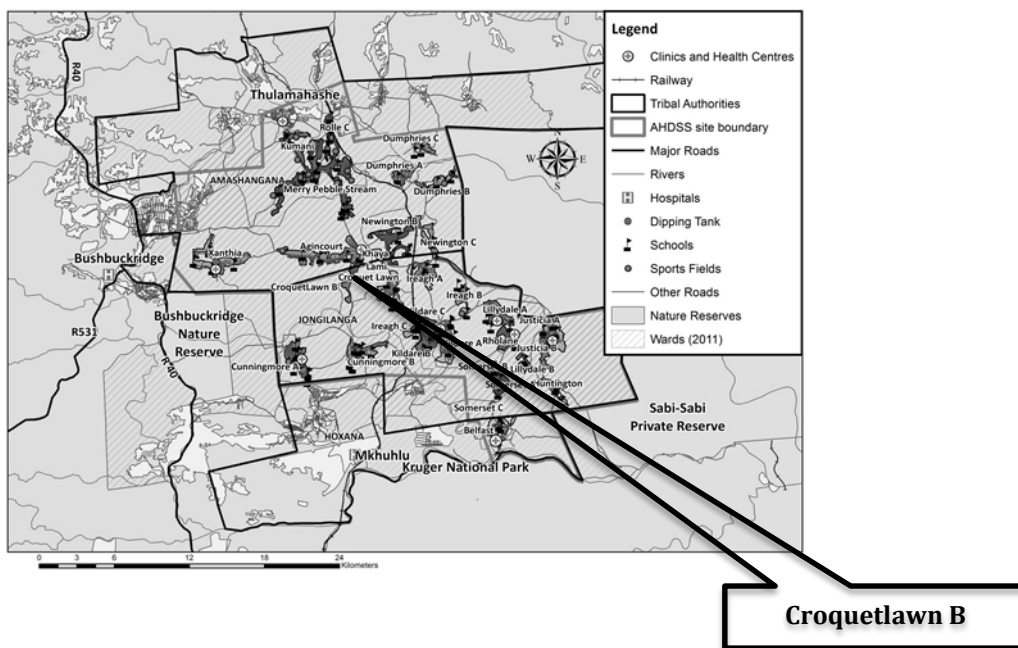 R40
Thulamahashe
Rolle C
Kumani
Dumphries C
Dumphries A
AMASHANGANA
Merry Pebble Stream
Dumphries B
Newington B
Newington C
Xanthia
Agincourt
Khaya
Lami
Bushbuckridge
Croquet Lawn
Ireagh A
CroquetLawn B
Ireagh B
Lillydale A
Bushbuckridge
Nature
Reserve
JONGILANGA
Justicia A
R531
Ireagh C
Rholane
Justicia B
Kildare B
Cunningmore B
Cunningmore A
Lillydale B
R40
Huntington
Somerset C
Sabi-Sabi
Private Reserve
Belfast
HOXANA
Mkhuhlu
Kruger National Park
N
W E
S
Legend
Clinics and Health Centres
Railway
Tribal Authorities
AHDSS site boundary
Major Roads
Rivers
H Hospitals
Dipping Tank
Schools
Sports Fields
Other Roads
Nature Reserves
Wards (2011)
0 3 6 12 18 24
Kilometers
Croquetlawn B